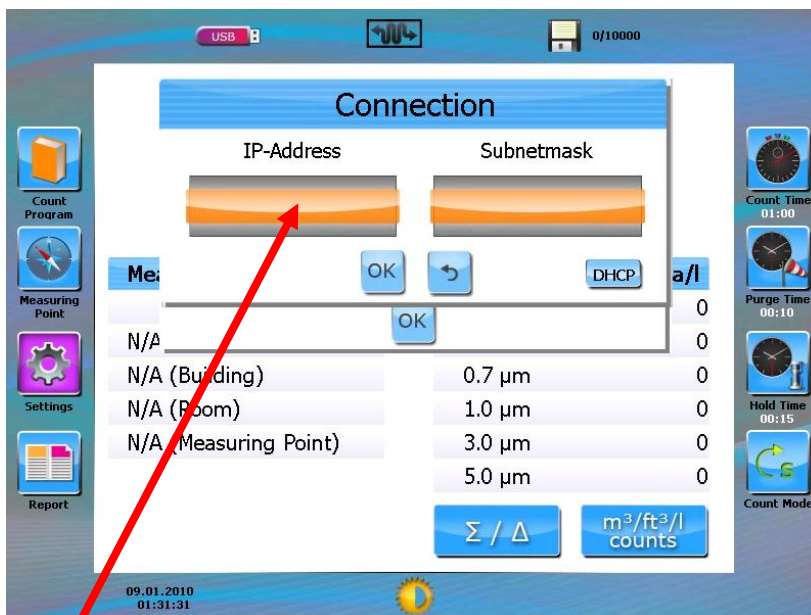 USB
0/10000
Connection
IP-Address
Subnetmask
OK
DHCP
OK
Count
Program
Measuring
Point
Settings
Report
a/l
0
0
N/A (Building)
0.7 µm
0
N/A (Room)
1.0 µm
0
N/A (Measuring Point)
3.0 µm
0
5.0 µm
0
Σ / Δ
m³/ft³/l
counts
Count Time
01:00
Purge Time
00:10
Hold Time
00:15
Count Mode
09.01.2010
01:31:31